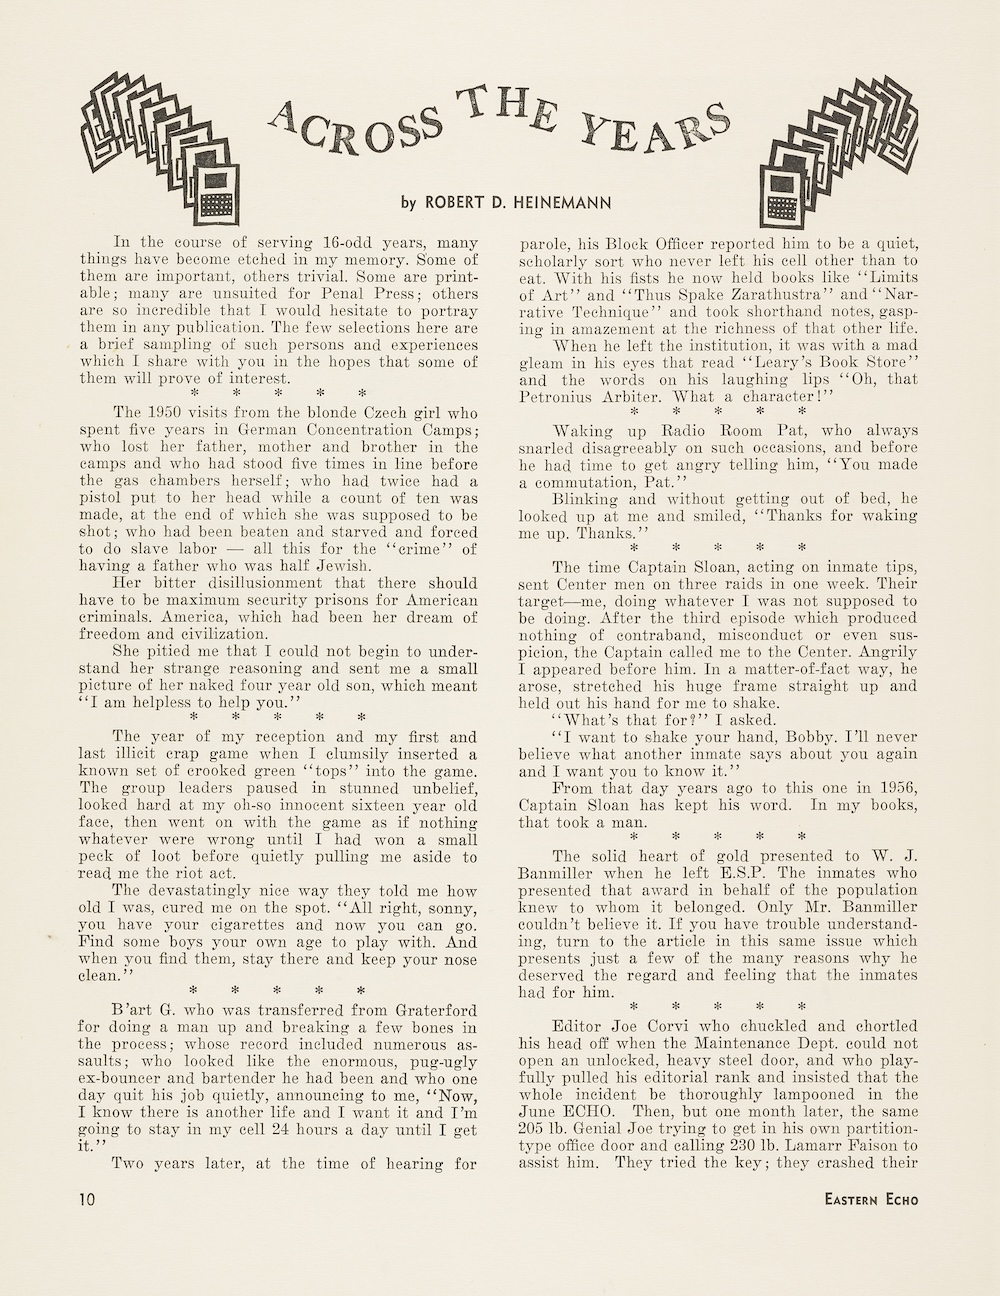 ACROSS THE YEARS
by ROBERT D. HEINEMANN
In the course of serving 16-odd years, many
things have become etched in my memory. Some of
them are important, others trivial. Some are print-
able; many are unsuited for Penal Press; others
are so incredible that I would hesitate to portray
them in any publication. The few selections here are
a brief sampling of such persons and experiences
which I share with you in the hopes that some of
them will prove of interest.
* * * * *
The 1950 visits from the blonde Czech girl who
spent five years in German Concentration Camps;
who lost her father, mother and brother in the
camps and who had stood five times in line before
the gas chambers herself; who had twice had a
pistol put to her head while a count of ten was
made, at the end of which she was supposed to be
shot; who had been beaten and starved and forced
to do slave labor — all this for the "crime" of
having a father who was half Jewish.
Her bitter disillusionment that there should
have to be maximum security prisons for American
criminals. America, which had been her dream of
freedom and civilization.
She pitied me that I could not begin to under-
stand her strange reasoning and sent me a small
picture of her naked four year old son, which meant
"I am helpless to help you."
* * * * *
The year of my reception and my first and
last illicit crap game when I clumsily inserted a
known set of crooked green "tops" into the game.
The group leaders paused in stunned unbelief,
looked hard at my oh-so innocent sixteen year old
face, then went on with the game as if nothing
whatever were wrong until I had won a small
peck of loot before quietly pulling me aside to
read me the riot act.
The devastatingly nice way they told me how
old I was, cured me on the spot. "All right, sonny,
you have your cigarettes and now you can go.
Find some boys your own age to play with. And
when you find them, stay there and keep your nose
clean."
* * * * *
B'art G. who was transferred from Graterford
for doing a man up and breaking a few bones in
the process; whose record included numerous as-
saults; who looked like the enormous, pug-ugly
ex-bouncer and bartender he had been and who one
day quit his job quietly, announcing to me, "Now,
I know there is another life and I want it and I'm
going to stay in my cell 24 hours a day until I get
it."
Two years later, at the time of hearing for
parole, his Block Officer reported him to be a quiet,
scholarly sort who never left his cell other than to
eat. With his fists he now held books like "Limits
of Art" and "Thus Spake Zarathustra" and "Nar-
rative Technique" and took shorthand notes, gasp-
ing in amazement at the richness of that other life.
When he left the institution, it was with a mad
gleam in his eyes that read "Leary's Book Store"
and the words on his laughing lips "Oh, that
Petronius Arbiter. What a character!"
* * * * *
Waking up Radio Room Pat, who always
snarled disagreeably on such occasions, and before
he had time to get angry telling him, "You made
a commutation, Pat."
Blinking and without getting out of bed, he
looked up at me and smiled, "Thanks for waking
me up. Thanks."
* * * * *
The time Captain Sloan, acting on inmate tips,
sent Center men on three raids in one week. Their
target—me, doing whatever I was not supposed to
be doing. After the third episode which produced
nothing of contraband, misconduct or even sus-
picion, the Captain called me to the Center. Angrily
I appeared before him. In a matter-of-fact way, he
arose, stretched his huge frame straight up and
held out his hand for me to shake.
"What's that for?" I asked.
"I want to shake your hand, Bobby. I'll never
believe what another inmate says about you again
and I want you to know it."
From that day years ago to this one in 1956,
Captain Sloan has kept his word. In my books,
that took a man.
* * * * *
The solid heart of gold presented to W. J.
Banmiller when he left E.S.P. The inmates who
presented that award in behalf of the population
knew to whom it belonged. Only Mr. Banmiller
couldn't believe it. If you have trouble understand-
ing, turn to the article in this same issue which
presents just a few of the many reasons why he
deserved the regard and feeling that the inmates
had for him.
* * * * *
Editor Joe Corvi who chuckled and chortled
his head off when the Maintenance Dept. could not
open an unlocked, heavy steel door, and who play-
fully pulled his editorial rank and insisted that the
whole incident be thoroughly lampooned in the
June ECHO. Then, but one month later, the same
205 lb. Genial Joe trying to get in his own partition-
type office door and calling 230 lb. Lamarr Faison to
assist him. They tried the key; they crashed their
10
EASTERN ECHO